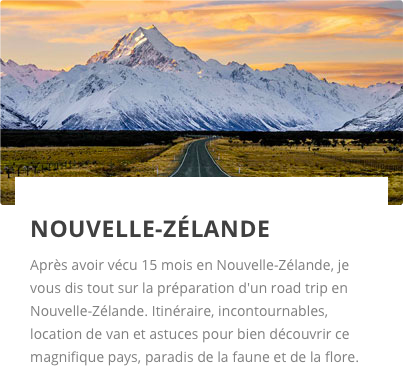 NOUVELLE-ZÉLANDE
Après avoir vécu 15 mois en Nouvelle-Zélande, je
vous dis tout sur la préparation d'un road trip en
Nouvelle-Zélande. Itinéraire, incontournables,
location de van et astuces pour bien découvrir ce
magnifique pays, paradis de la faune et de la flore.